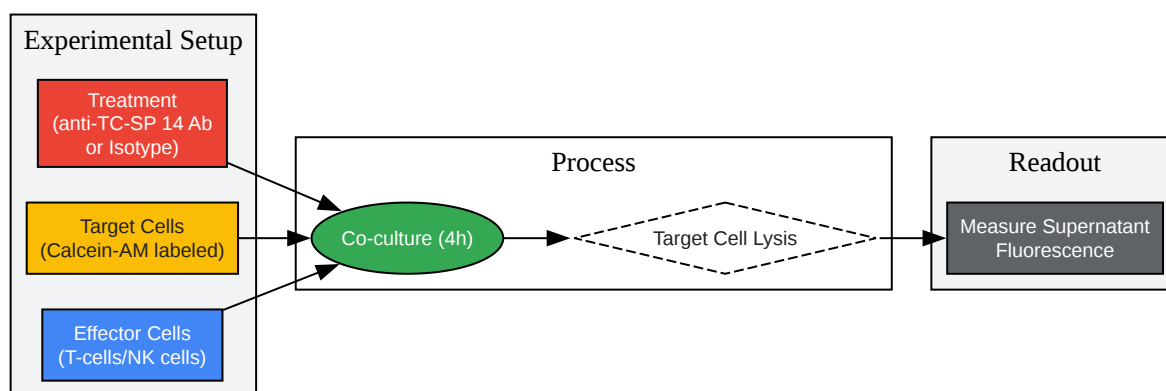 Experimental Setup
Treatment
(anti-TC-SP 14 Ab
or Isotype)
Target Cells
(Calcein-AM labeled)
Effector Cells
(T-cells/NK cells)
Process
Co-culture (4h)
Target Cell Lysis
Readout
Measure Supernatant
Fluorescence